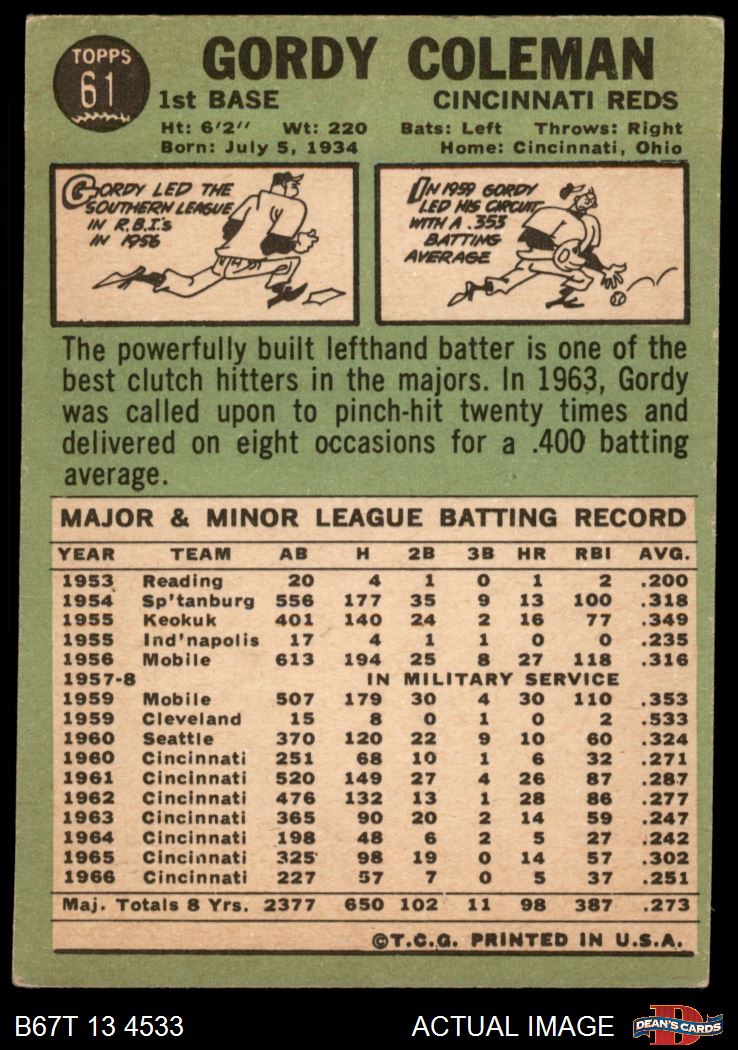 TOPPS
61
GORDY COLEMAN
1st BASE
CINCINNATI REDS
Ht: 6'2" Wt: 220 Bats: Left Throws: Right
Born: July 5, 1934 Home: Cincinnati, Ohio
GORDY LED THE
SOUTHERN LEAGUE
IN R.B.I.'s
IN 1956
IN 1959 GORDY
LED HIS CIRCUIT
WITH A .353
BATTING
AVERAGE
The powerfully built lefthand batter is one of the
best clutch hitters in the majors. In 1963, Gordy
was called upon to pinch-hit twenty times and
delivered on eight occasions for a .400 batting
average.
MAJOR & MINOR LEAGUE BATTING RECORD
YEAR TEAM AB H 2B 3B HR RBI AVG.
1953 Reading 20 4 1 0 1 2 .200
1954 Sp'tanburg 556 177 35 9 13 100 .318
1955 Keokuk 401 140 24 2 16 77 .349
1955 Ind'napolis 17 4 1 1 0 0 .235
1956 Mobile 613 194 25 8 27 118 .316
1957-8 IN MILITARY SERVICE
1959 Mobile 507 179 30 4 30 110 .353
1959 Cleveland 15 8 0 1 0 2 .533
1960 Seattle 370 120 22 9 10 60 .324
1960 Cincinnati 251 68 10 1 6 32 .271
1961 Cincinnati 520 149 27 4 26 87 .287
1962 Cincinnati 476 132 13 1 28 86 .277
1963 Cincinnati 365 90 20 2 14 59 .247
1964 Cincinnati 198 48 6 2 5 27 .242
1965 Cincinnati 325 98 19 0 14 57 .302
1966 Cincinnati 227 57 7 0 5 37 .251
Maj. Totals 8 Yrs. 2377 650 102 11 98 387 .273
©T.C.G. PRINTED IN U.S.A.
B67T 13 4533
ACTUAL IMAGE
D
DEAN'S CARDS